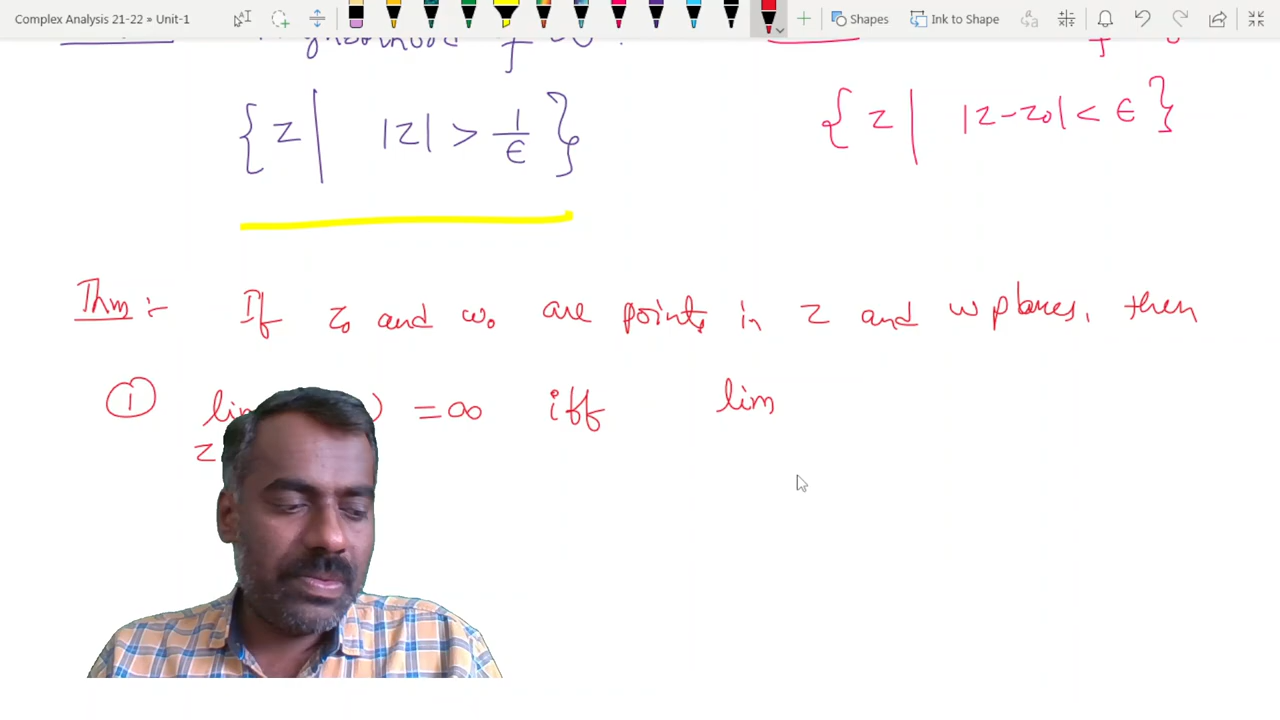 Complex Analysis 21-22 » Unit-1
Shapes
Ink to Shape
{ z | |z| > 1/ε }
{ z | |z-z₀| < ε }
Thm :- If z₀ and w₀ are points in z and w planes, then
① lim ) = ∞ iff lim
z